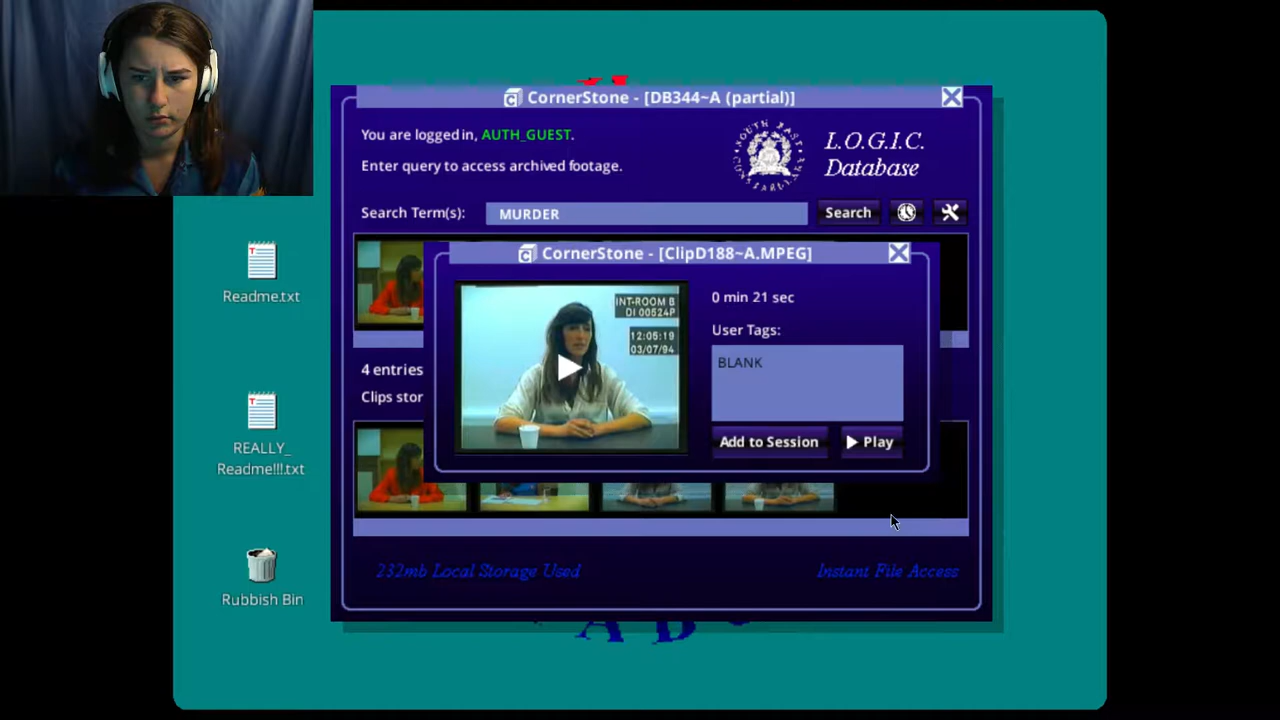 CornerStone - [DB344~A (partial)]
You are logged in, AUTH_GUEST.
Enter query to access archived footage.
SOUTH EAST
CONSTABULARY
L.O.G.I.C.
Database
Search Term(s):
MURDER
Search
CornerStone - [ClipD188~A.MPEG]
INT-ROOM B
DI 00524P
12:05:19
03/07/94
0 min 21 sec
User Tags:
BLANK
Add to Session
Play
4 entries
Clips stor
232mb Local Storage Used
Instant File Access
Readme.txt
REALLY_
Readme!!!.txt
Rubbish Bin